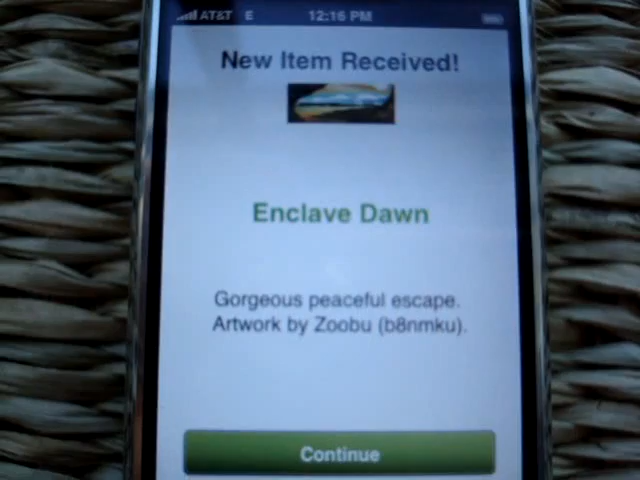 AT&T E 12:16 PM
New Item Received!
Enclave Dawn
Gorgeous peaceful escape.
Artwork by Zoobu (b8nmku).
Continue